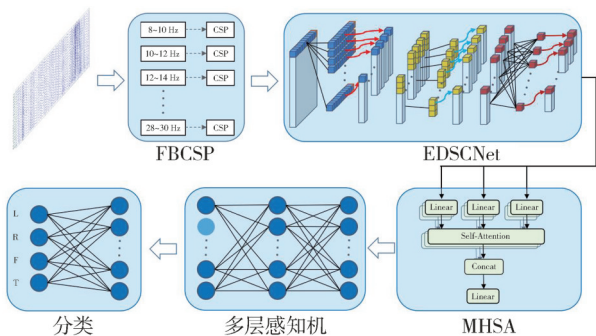 8~10 Hz
CSP
10~12 Hz
CSP
12~14 Hz
CSP
28~30 Hz
CSP
FBCSP
EDSCNet
L
R
F
T
分类
多层感知机
Linear
Linear
Linear
Self-Attention
Concat
Linear
MHSA